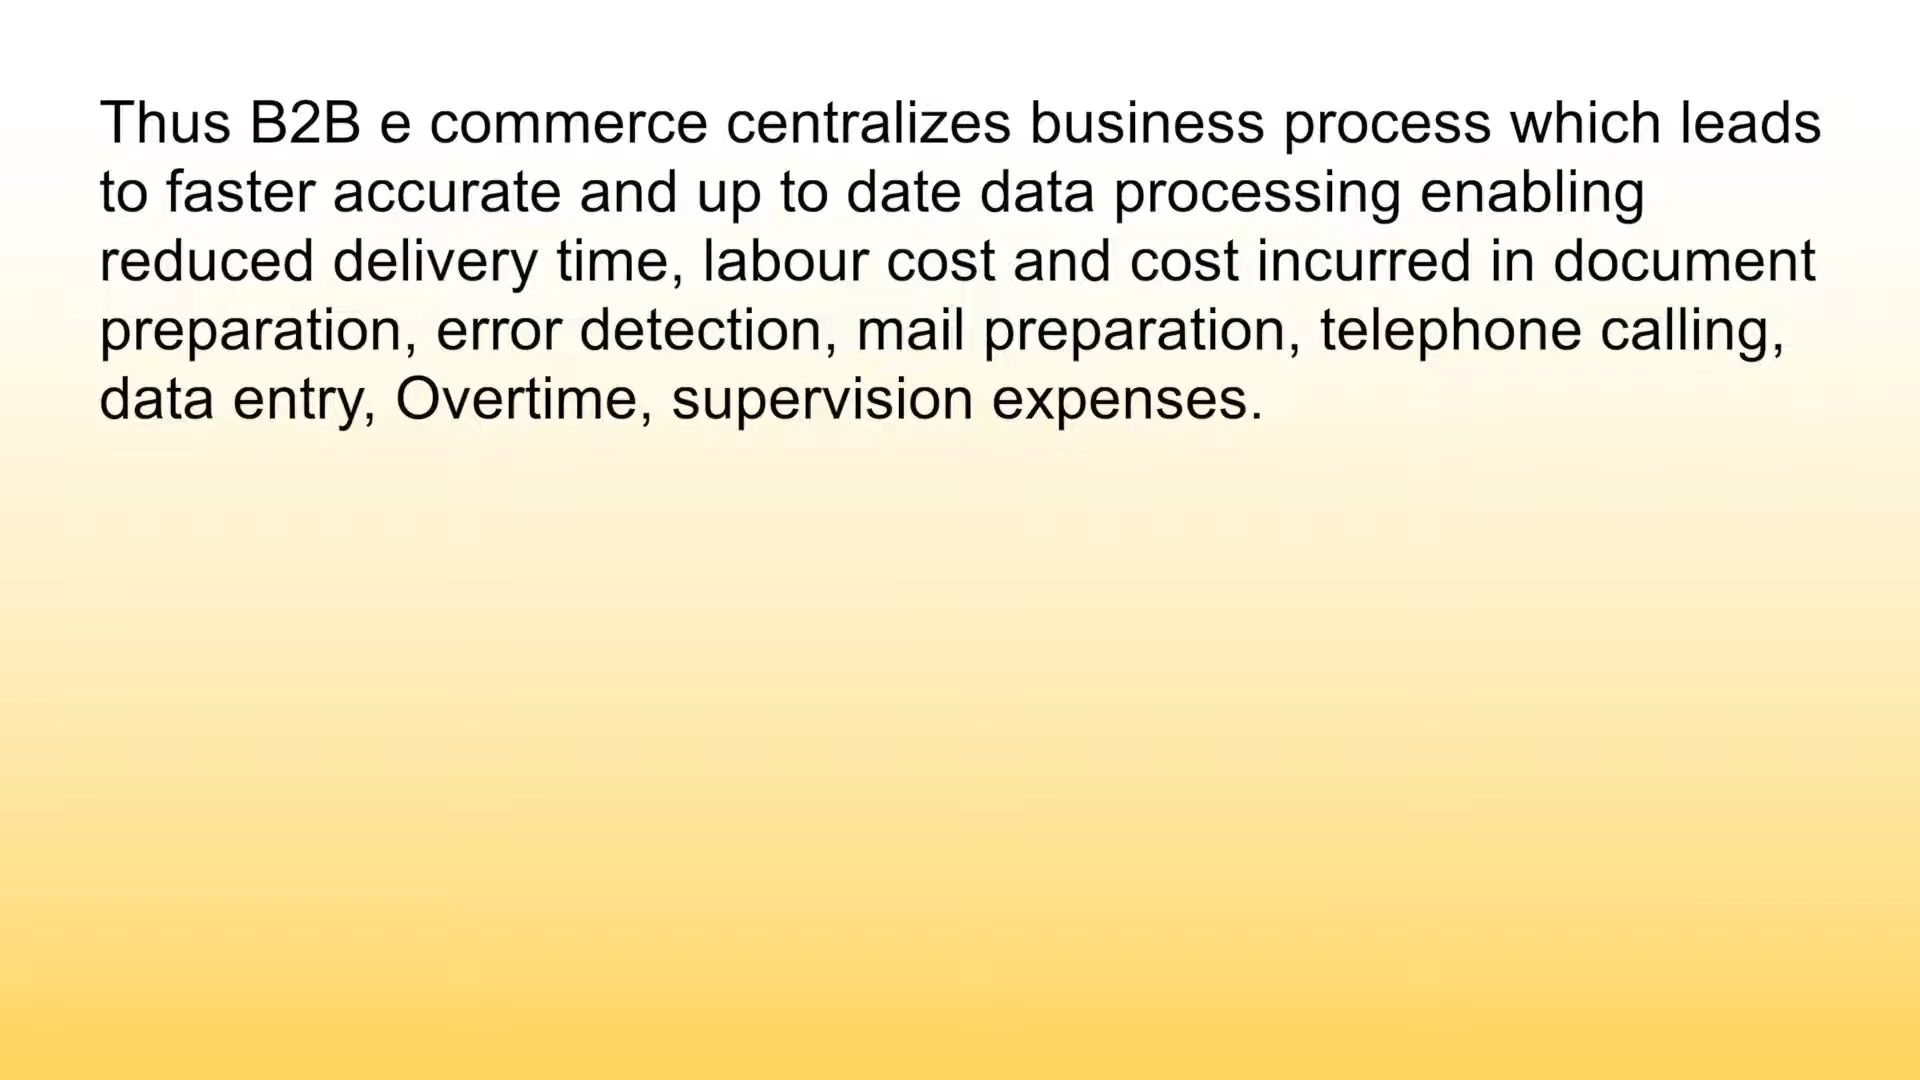 Thus B2B e commerce centralizes business process which leads
to faster accurate and up to date data processing enabling
reduced delivery time, labour cost and cost incurred in document
preparation, error detection, mail preparation, telephone calling,
data entry, Overtime, supervision expenses.